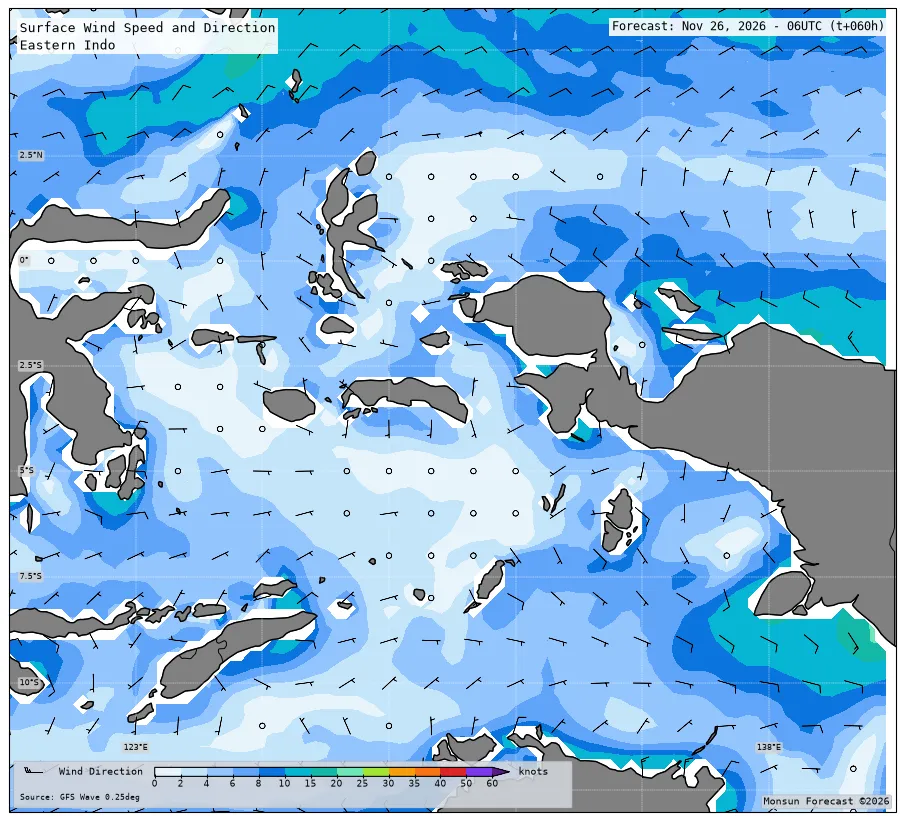 Surface Wind Speed and Direction
Eastern Indo
Forecast: Nov 26, 2026 - 06UTC (t+060h)
2.5°N
0°
2.5°S
5°S
7.5°S
10°S
123°E
138°E
Wind Direction
knots
0 2 4 6 8 10 15 20 25 30 35 40 50 60
Source: GFS Wave 0.25deg
Monsun Forecast ©2026